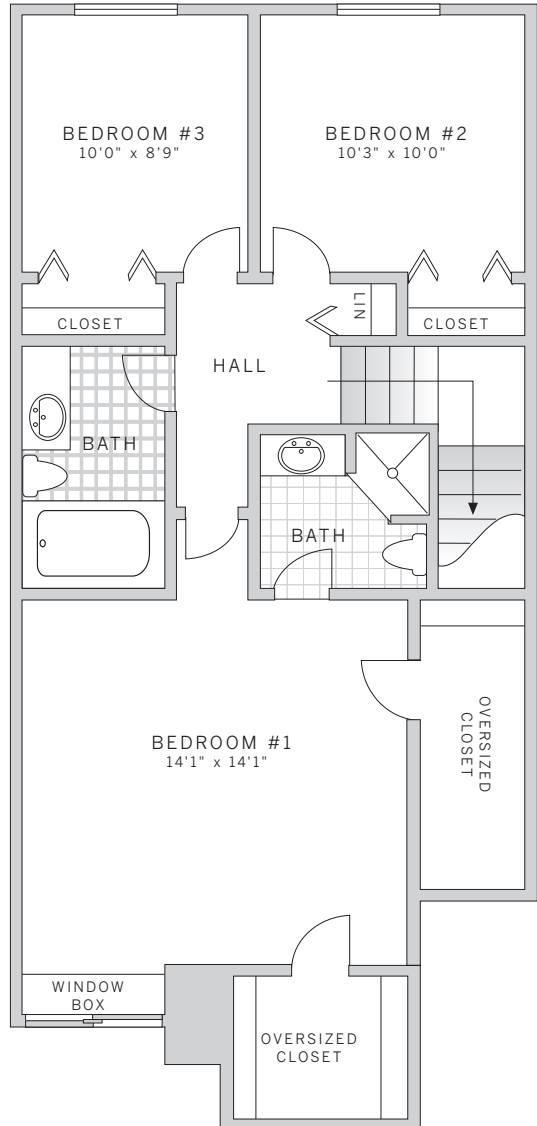 BEDROOM #3
10'0" x 8'9"
BEDROOM #2
10'3" x 10'0"
LIN
CLOSET
CLOSET
HALL
BATH
BATH
OVERSIZED
CLOSET
BEDROOM #1
14'1" x 14'1"
WINDOW
BOX
OVERSIZED
CLOSET